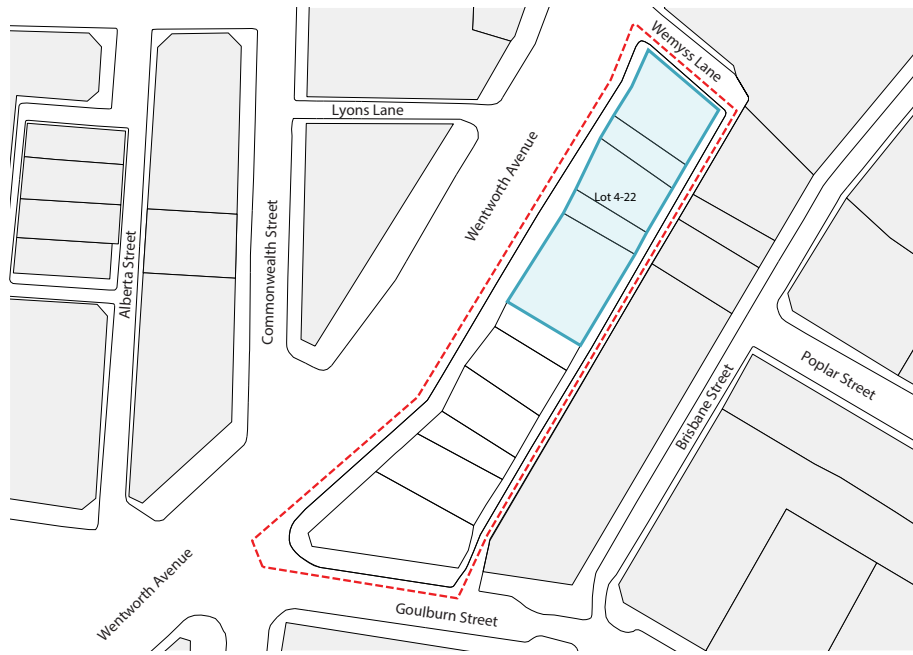 Wemyss Lane
Lyons Lane
Wentworth Avenue
Lot 4-22
Commonwealth Street
Alberta Street
Poplar Street
Brisbane Street
Wentworth Avenue
Goulburn Street